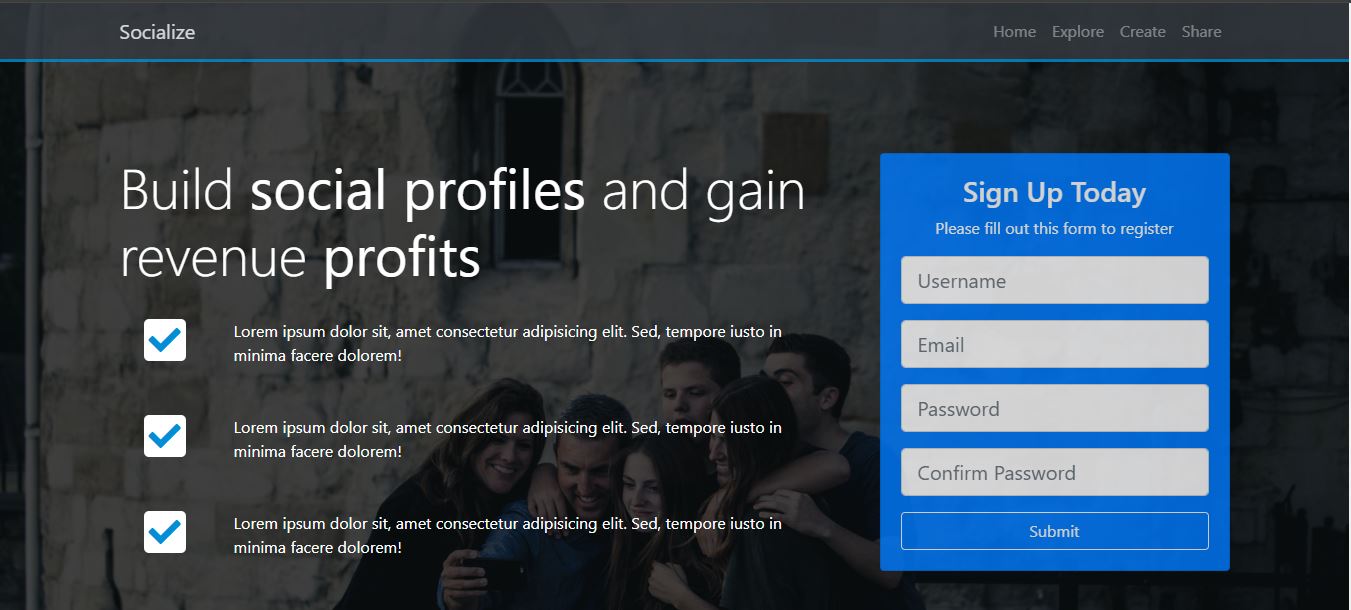 Socialize
Home Explore Create Share
Build social profiles and gain
revenue profits
Lorem ipsum dolor sit, amet consectetur adipisicing elit. Sed, tempore iusto in
minima facere dolorem!
Lorem ipsum dolor sit, amet consectetur adipisicing elit. Sed, tempore iusto in
minima facere dolorem!
Lorem ipsum dolor sit, amet consectetur adipisicing elit. Sed, tempore iusto in
minima facere dolorem!
Sign Up Today
Please fill out this form to register
Username
Email
Password
Confirm Password
Submit